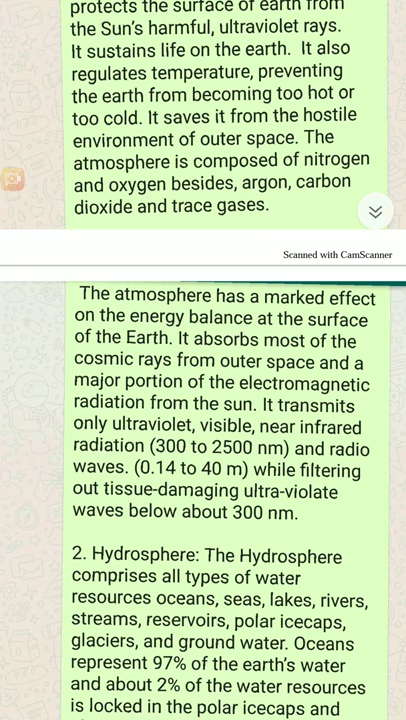 protects the surface of earth from
the Sun's harmful, ultraviolet rays.
It sustains life on the earth.  It also
regulates temperature, preventing
the earth from becoming too hot or
too cold. It saves it from the hostile
environment of outer space. The
atmosphere is composed of nitrogen
and oxygen besides, argon, carbon
dioxide and trace gases.
Scanned with CamScanner
The atmosphere has a marked effect
on the energy balance at the surface
of the Earth. It absorbs most of the
cosmic rays from outer space and a
major portion of the electromagnetic
radiation from the sun. It transmits
only ultraviolet, visible, near infrared
radiation (300 to 2500 nm) and radio
waves. (0.14 to 40 m) while filtering
out tissue-damaging ultra-violate
waves below about 300 nm.
2. Hydrosphere: The Hydrosphere
comprises all types of water
resources oceans, seas, lakes, rivers,
streams, reservoirs, polar icecaps,
glaciers, and ground water. Oceans
represent 97% of the earth's water
and about 2% of the water resources
is locked in the polar icecaps and